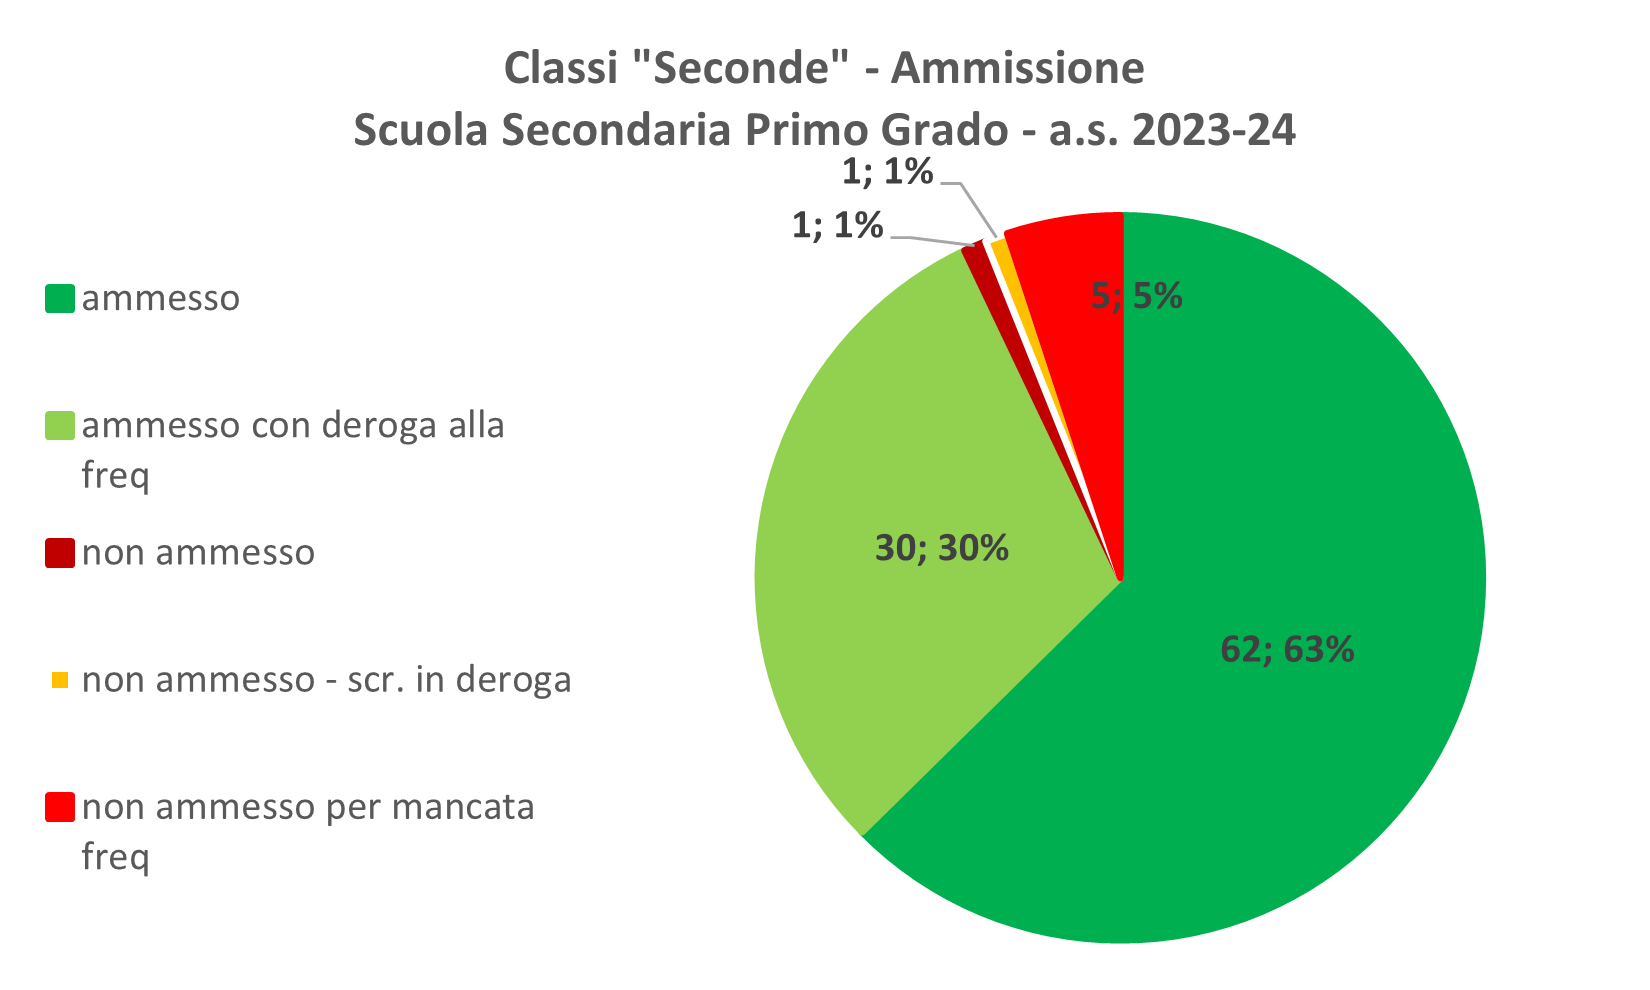 Classi "Seconde" - Ammissione
Scuola Secondaria Primo Grado - a.s. 2023-24
1; 1%
1; 1%
5; 5%
30; 30%
62; 63%
ammesso
ammesso con deroga alla
freq
non ammesso
non ammesso - scr. in deroga
non ammesso per mancata
freq